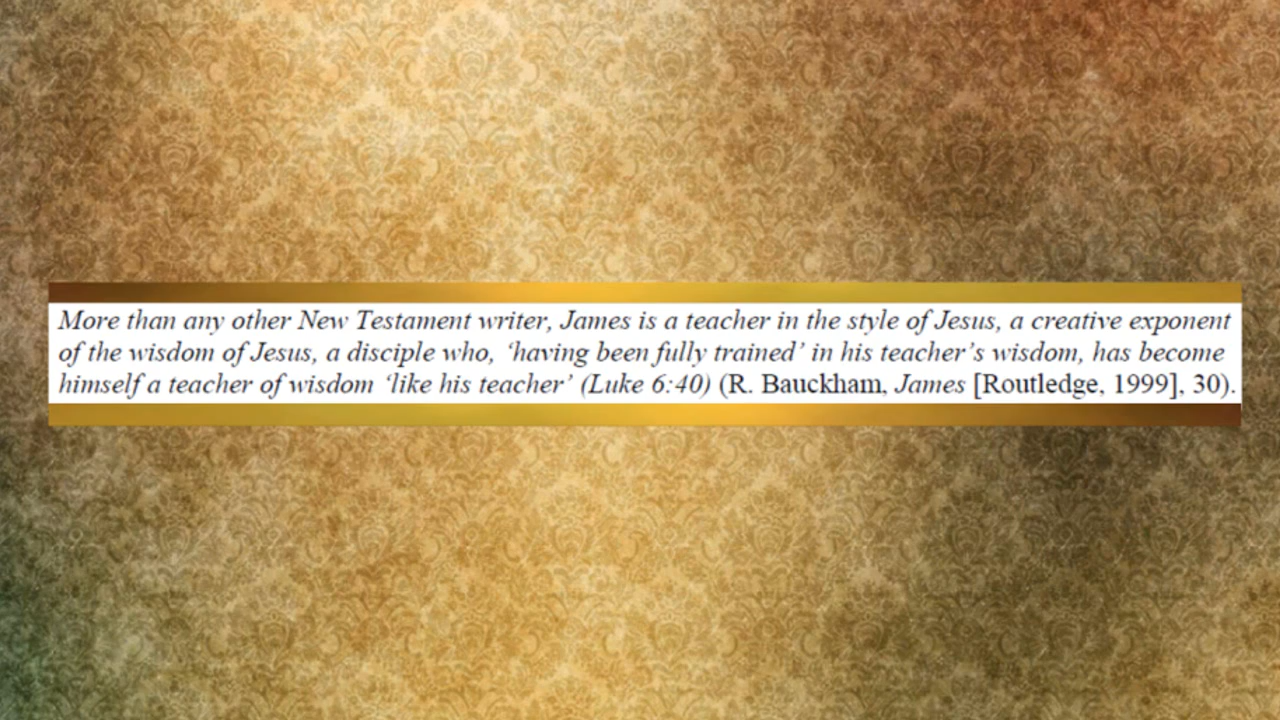 More than any other New Testament writer, James is a teacher in the style of Jesus, a creative exponent
of the wisdom of Jesus, a disciple who, ‘having been fully trained’ in his teacher’s wisdom, has become
himself a teacher of wisdom ‘like his teacher’ (Luke 6:40) (R. Bauckham, James [Routledge, 1999], 30).